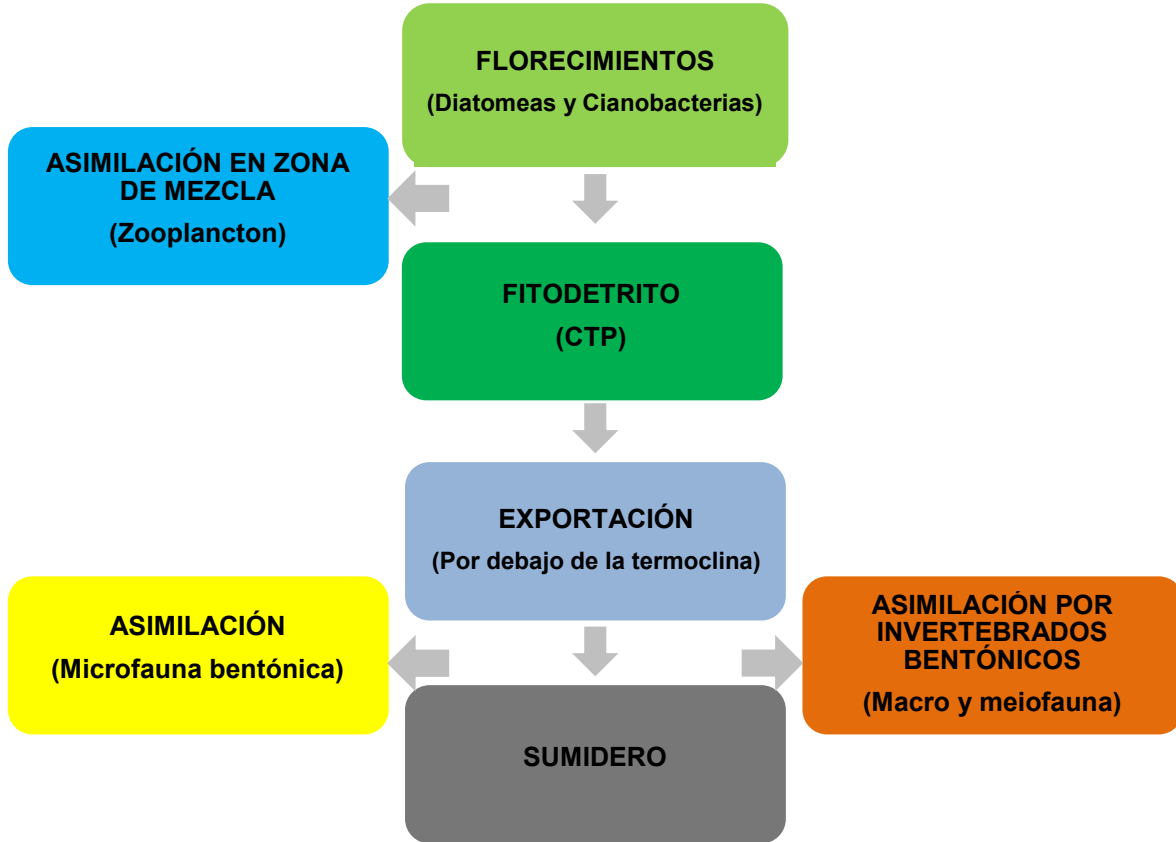 FLORECIMIENTOS
(Diatomeas y Cianobacterias)
ASIMILACIÓN EN ZONA
DE MEZCLA
(Zooplancton)
FITODETRITO
(CTP)
EXPORTACIÓN
(Por debajo de la termoclina)
ASIMILACIÓN
(Microfauna bentónica)
ASIMILACIÓN POR
INVERTEBRADOS
BENTÓNICOS
(Macro y meiofauna)
SUMIDERO